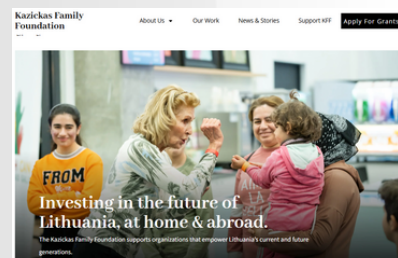 Kazickas Family
Foundation
About Us
Our Work
News & Stories
Support KFF
Apply For Grants
FROM
Investing in the future of
Lithuania, at home & abroad.
The Kazickas Family Foundation supports organizations that empower Lithuania's current and future
generations.